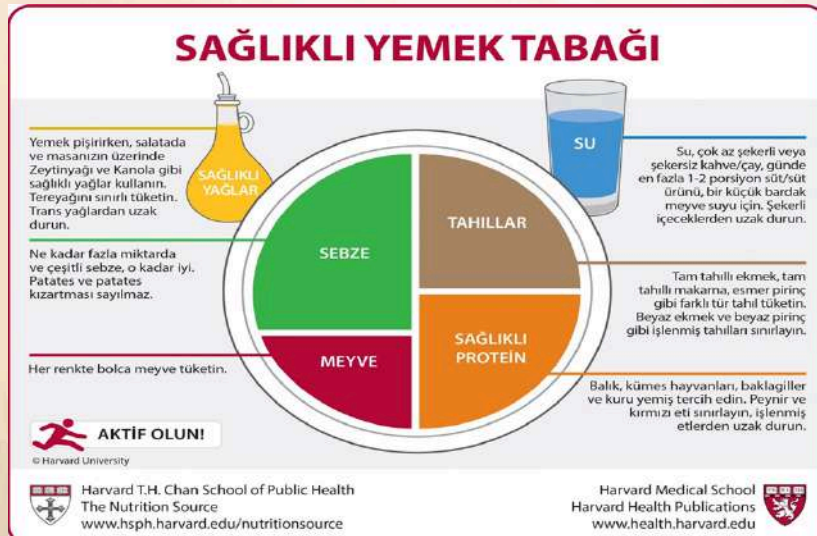 SAĞLIKLI YEMEK TABAĞI
Yemek pişirirken, salatada
ve masanızın üzerinde
Zeytinyağı ve Kanola gibi
sağlıklı yağlar kullanın.
Tereyağını sınırlı tüketin.
Trans yağlardan uzak
durun.
SAĞLIKLI
YAĞLAR
SU
Su, çok az şekerli veya
şekersiz kahve/çay, günde
en fazla 1-2 porsiyon süt/süt
ürünü, bir küçük bardak
meyve suyu için. Şekerli
içeceklerden uzak durun.
SEBZE
TAHILLAR
Ne kadar fazla miktarda
ve çeşitli sebze, o kadar iyi.
Patates ve patates
kızartması sayılmaz.
Tam tahıllı ekmek, tam
tahıllı makarna, esmer pirinç
gibi farklı tür tahıl tüketin.
Beyaz ekmek ve beyaz pirinç
gibi işlenmiş tahılları sınırlayın.
MEYVE
SAĞLIKLI
PROTEİN
Her renkte bolca meyve tüketin.
Balık, kümes hayvanları, baklagiller
ve kuru yemiş tercih edin. Peynir ve
kırmızı eti sınırlayın, işlenmiş
etlerden uzak durun.
AKTİF OLUN!
© Harvard University
Harvard T.H. Chan School of Public Health
The Nutrition Source
www.hsph.harvard.edu/nutritionsource
Harvard Medical School
Harvard Health Publications
www.health.harvard.edu